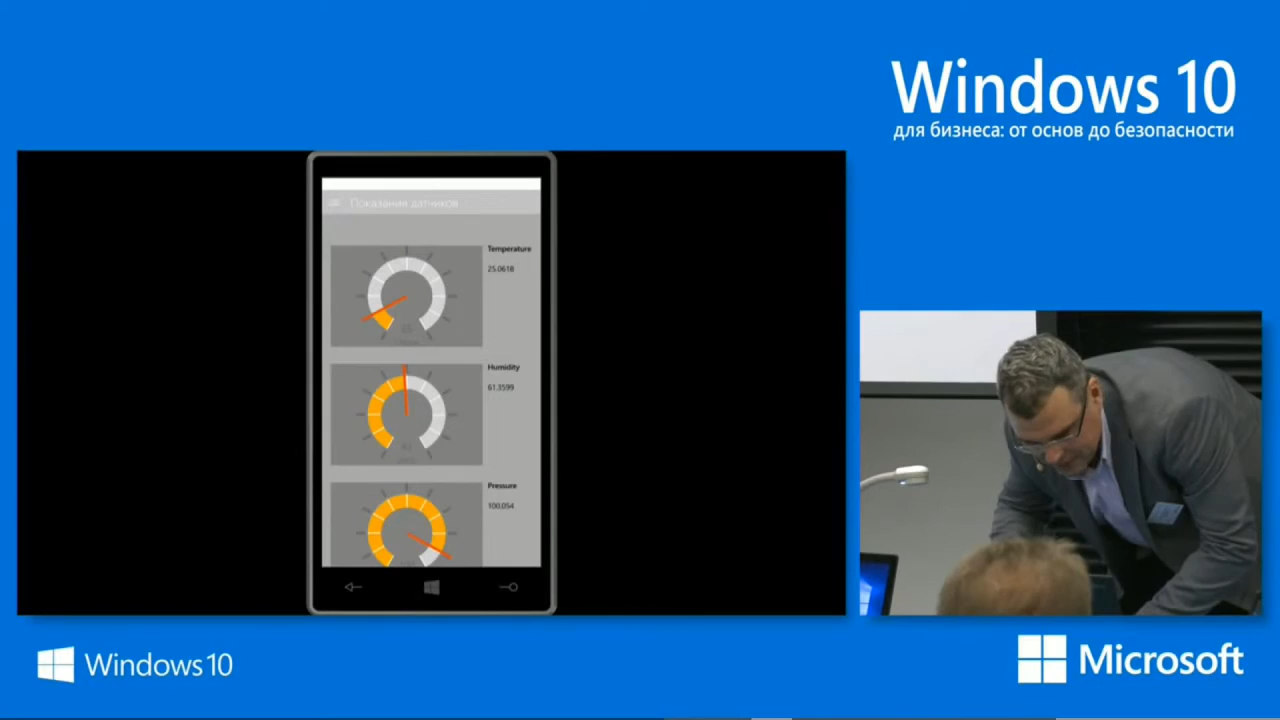 Windows 10
для бизнеса: от основ до безопасности
Показания датчиков
Temperature
25.0618
Humidity
61.3599
Pressure
100.054
Windows 10
Microsoft